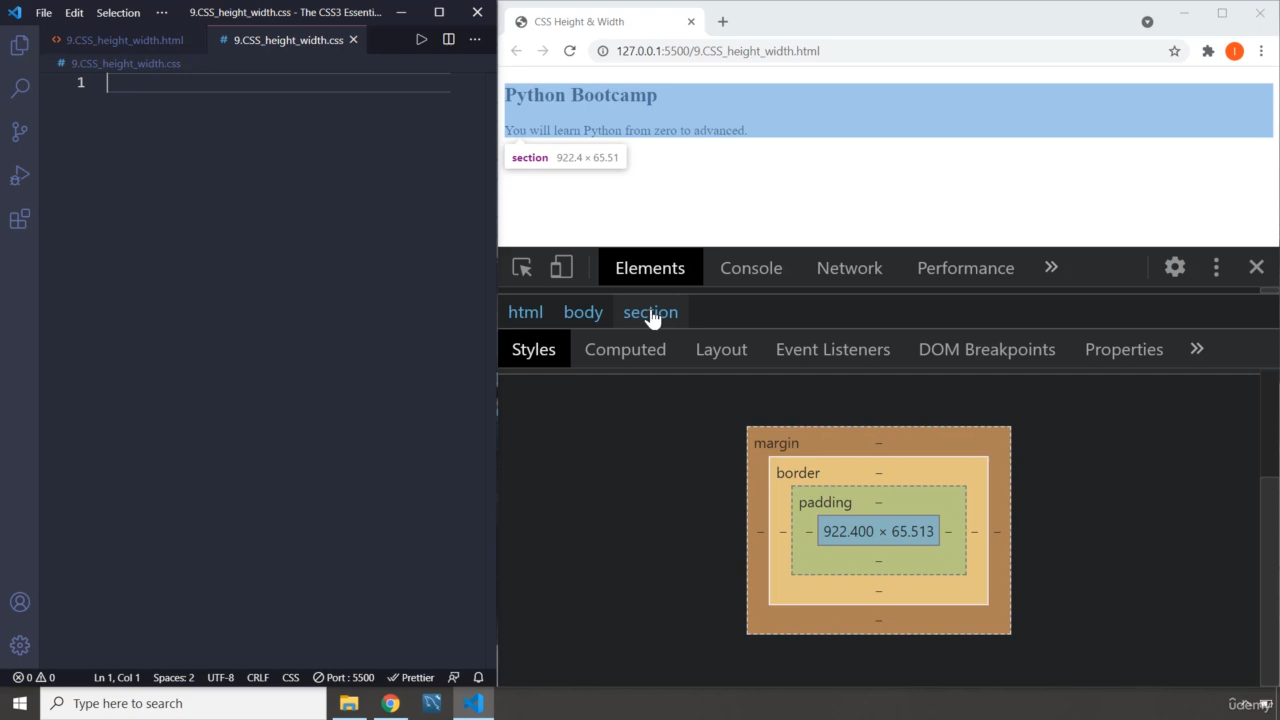 File Edit Selection ··· 9.CSS_height_width.css - The CSS3 Essenti...
9.CSS_height_width.html
# 9.CSS_height_width.css
# 9.CSS_height_width.css
1
CSS Height & Width
127.0.0.1:5500/9.CSS_height_width.html
I
Python Bootcamp
You will learn Python from zero to advanced.
section 922.4 × 65.51
Elements Console Network Performance »
html body section
Styles Computed Layout Event Listeners DOM Breakpoints Properties »
margin –
border –
padding –
– – – 922.400 × 65.513 – – –
–
–
–
0 0 Ln 1, Col 1 Spaces: 2 UTF-8 CRLF CSS Port : 5500 Prettier
Type here to search
udemy